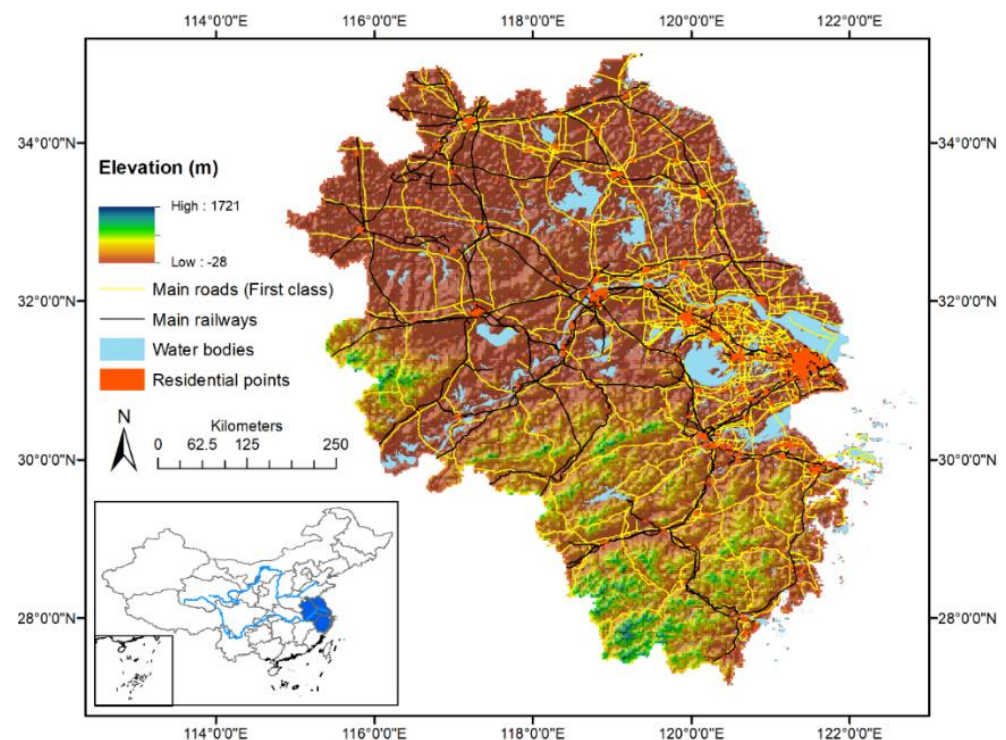 114°0'0"E 116°0'0"E 118°0'0"E 120°0'0"E 122°0'0"E
34°0'0"N
34°0'0"N
Elevation (m)
High : 1721
Low : -28
Main roads (First class)
32°0'0"N
Main railways
Water bodies
Residential points
N
Kilometers
0 62.5 125 250
30°0'0"N
30°0'0"N
28°0'0"N
28°0'0"N
114°0'0"E 116°0'0"E 118°0'0"E 120°0'0"E 122°0'0"E
32°0'0"N